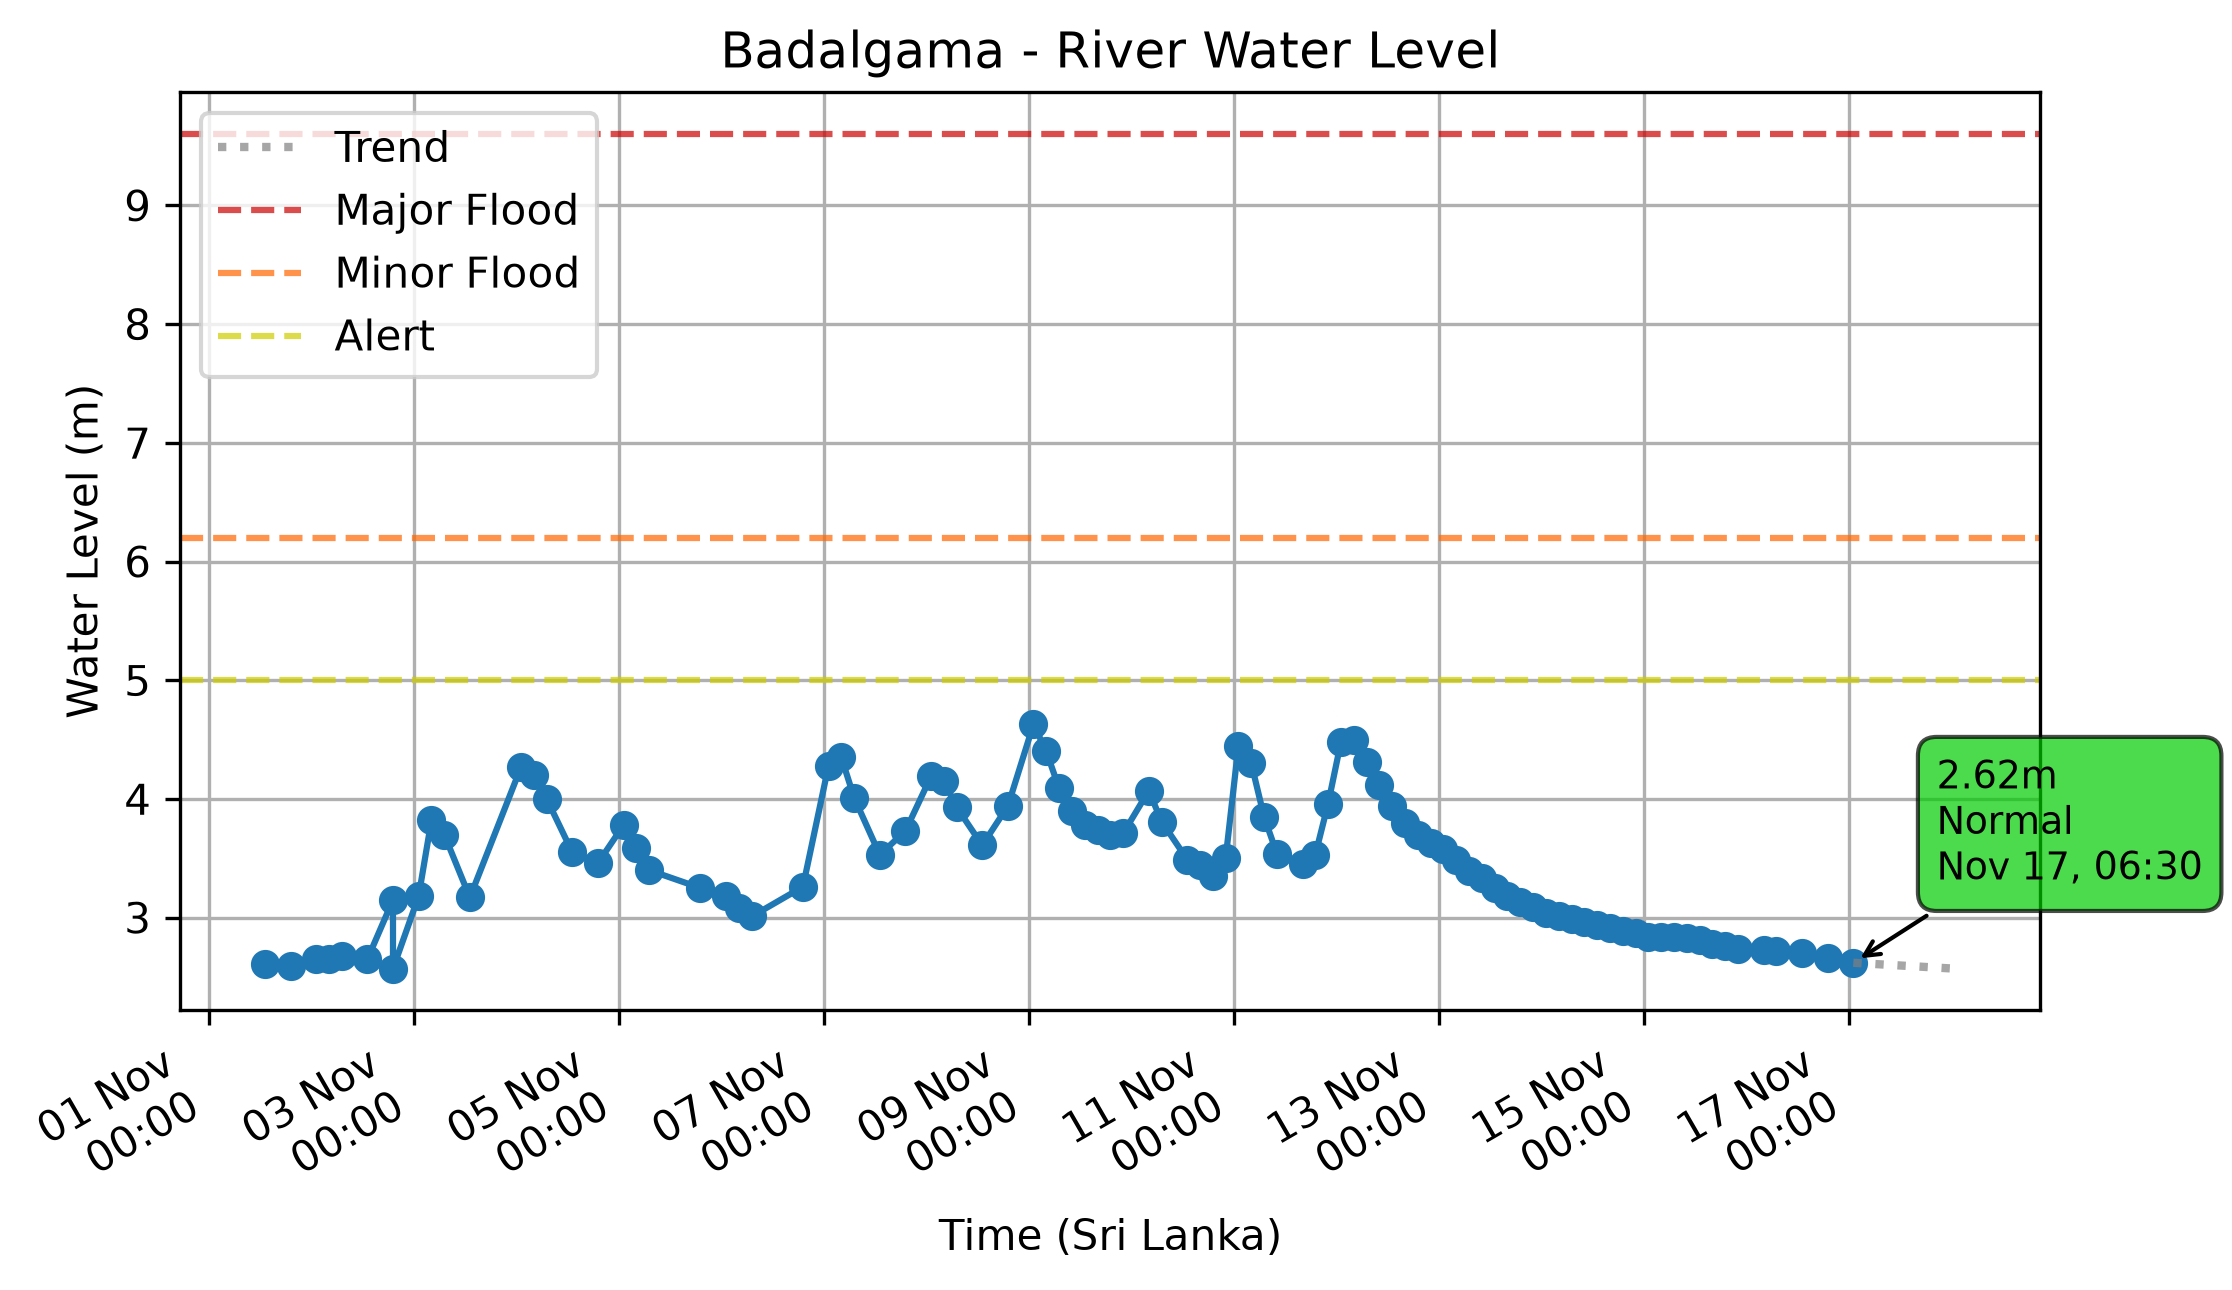 Badalgama - River Water Level
Trend
Major Flood
Minor Flood
Alert
Water Level (m)
9
8
7
6
5
4
3
2.62m
Normal
Nov 17, 06:30
01 Nov
00:00
03 Nov
00:00
05 Nov
00:00
07 Nov
00:00
09 Nov
00:00
11 Nov
00:00
13 Nov
00:00
15 Nov
00:00
17 Nov
00:00
Time (Sri Lanka)